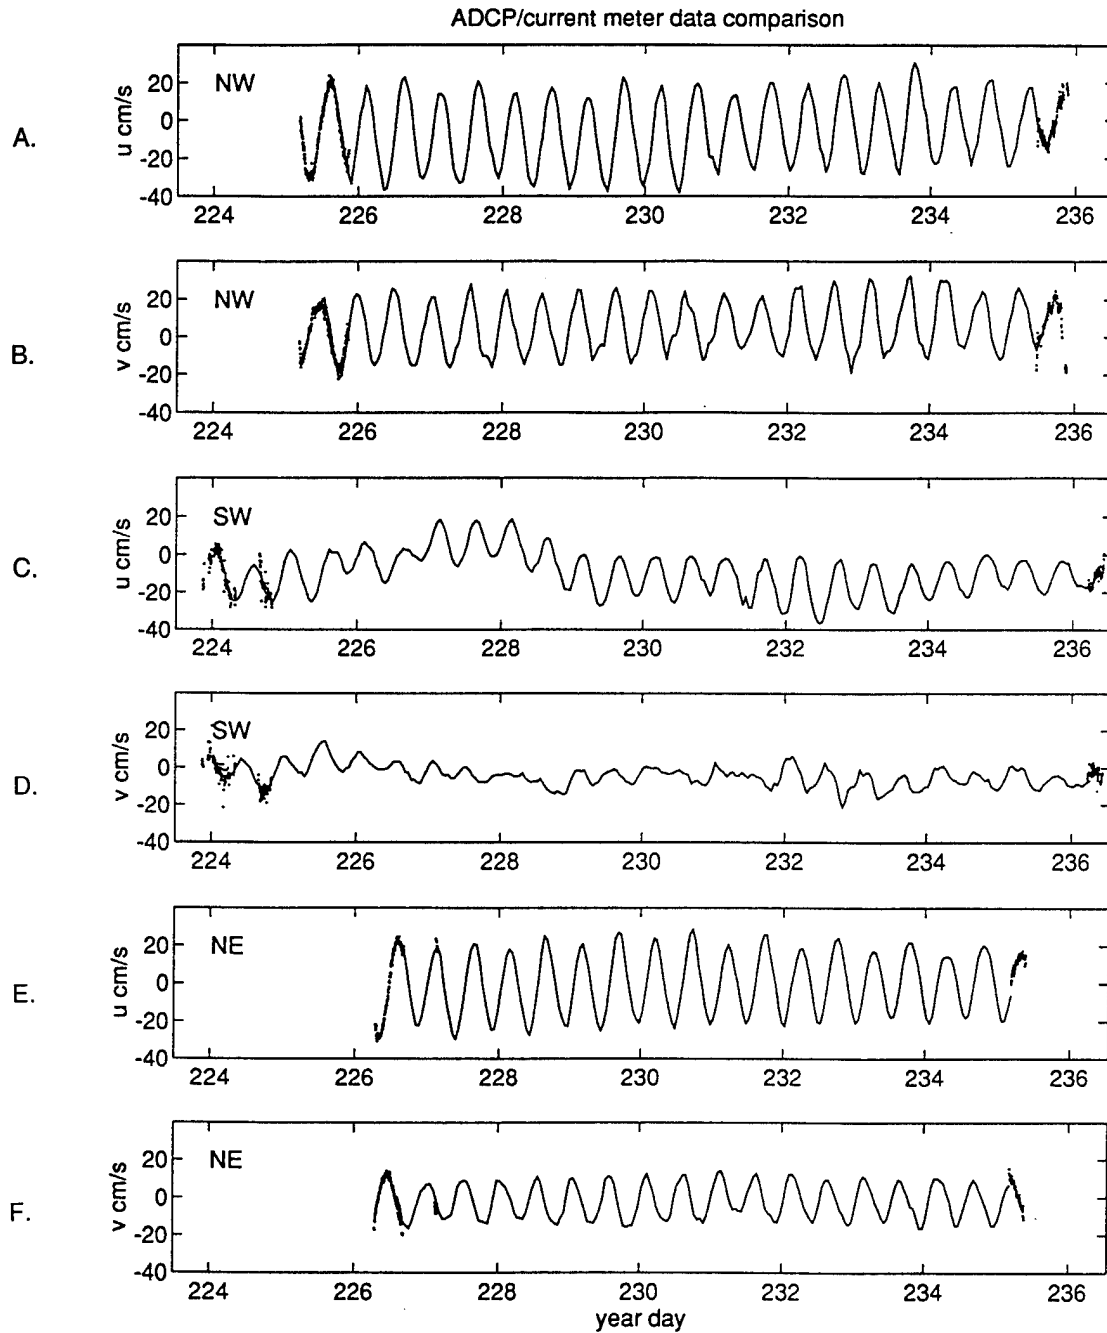 ADCP/current meter data comparison
A.
u cm/s
20
0
-20
-40
NW
224 226 228 230 232 234 236
B.
v cm/s
20
0
-20
-40
NW
224 226 228 230 232 234 236
C.
u cm/s
20
0
-20
-40
SW
224 226 228 230 232 234 236
D.
v cm/s
20
0
-20
-40
SW
224 226 228 230 232 234 236
E.
u cm/s
20
0
-20
-40
NE
224 226 228 230 232 234 236
F.
v cm/s
20
0
-20
-40
NE
224 226 228 230 232 234 236
year day